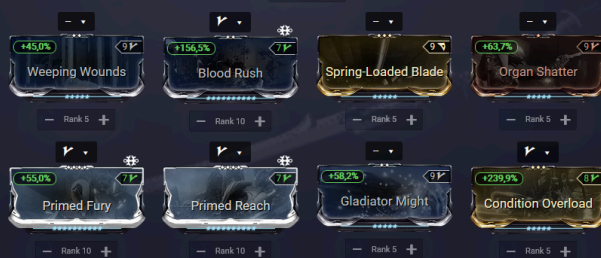 +45,0% 9
Weeping Wounds
Rank 5
+156,5% 7
Blood Rush
Rank 10
9
Spring-Loaded Blade
Rank 5
+63,7% 9
Organ Shatter
Rank 5
+55,0% 7
Primed Fury
Rank 10
7
Primed Reach
Rank 10
+58,2% 9
Gladiator Might
Rank 5
+239,9% 8
Condition Overload
Rank 5